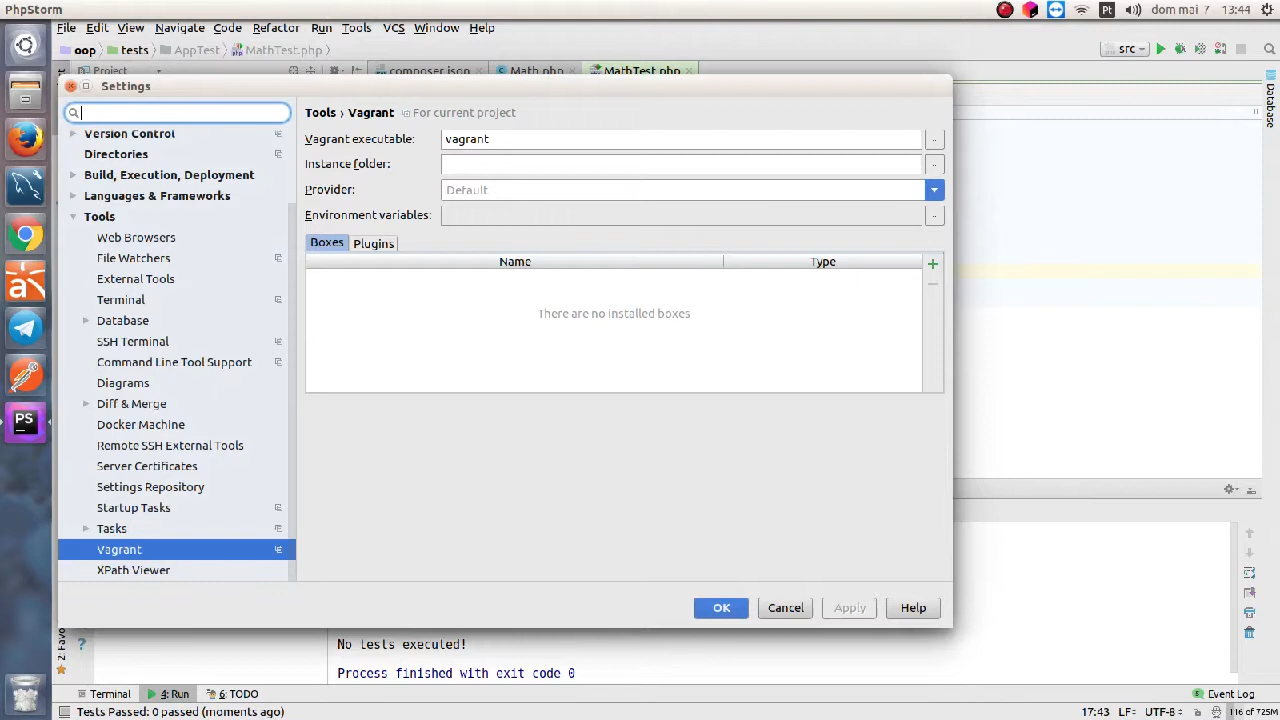 PhpStorm
Pt
dom mai 7
13:44
File Edit View Navigate Code Refactor Run Tools VCS Window Help
oop tests AppTest MathTest.php
src
Project
composer.json
Math.php
MathTest.php
Database
Settings
Version Control
Directories
Build, Execution, Deployment
Languages & Frameworks
Tools
Web Browsers
File Watchers
External Tools
Terminal
Database
SSH Terminal
Command Line Tool Support
Diagrams
Diff & Merge
Docker Machine
Remote SSH External Tools
Server Certificates
Settings Repository
Startup Tasks
Tasks
Vagrant
XPath Viewer
Tools › Vagrant For current project
Vagrant executable: vagrant
Instance folder:
Provider: Default
Environment variables:
Boxes Plugins
Name Type
There are no installed boxes
OK Cancel Apply Help
PS
No tests executed!
Process finished with exit code 0
Terminal 4: Run 6: TODO
Event Log
Tests Passed: 0 passed (moments ago)
17:43 LF÷ UTF-8÷
116 of 725M